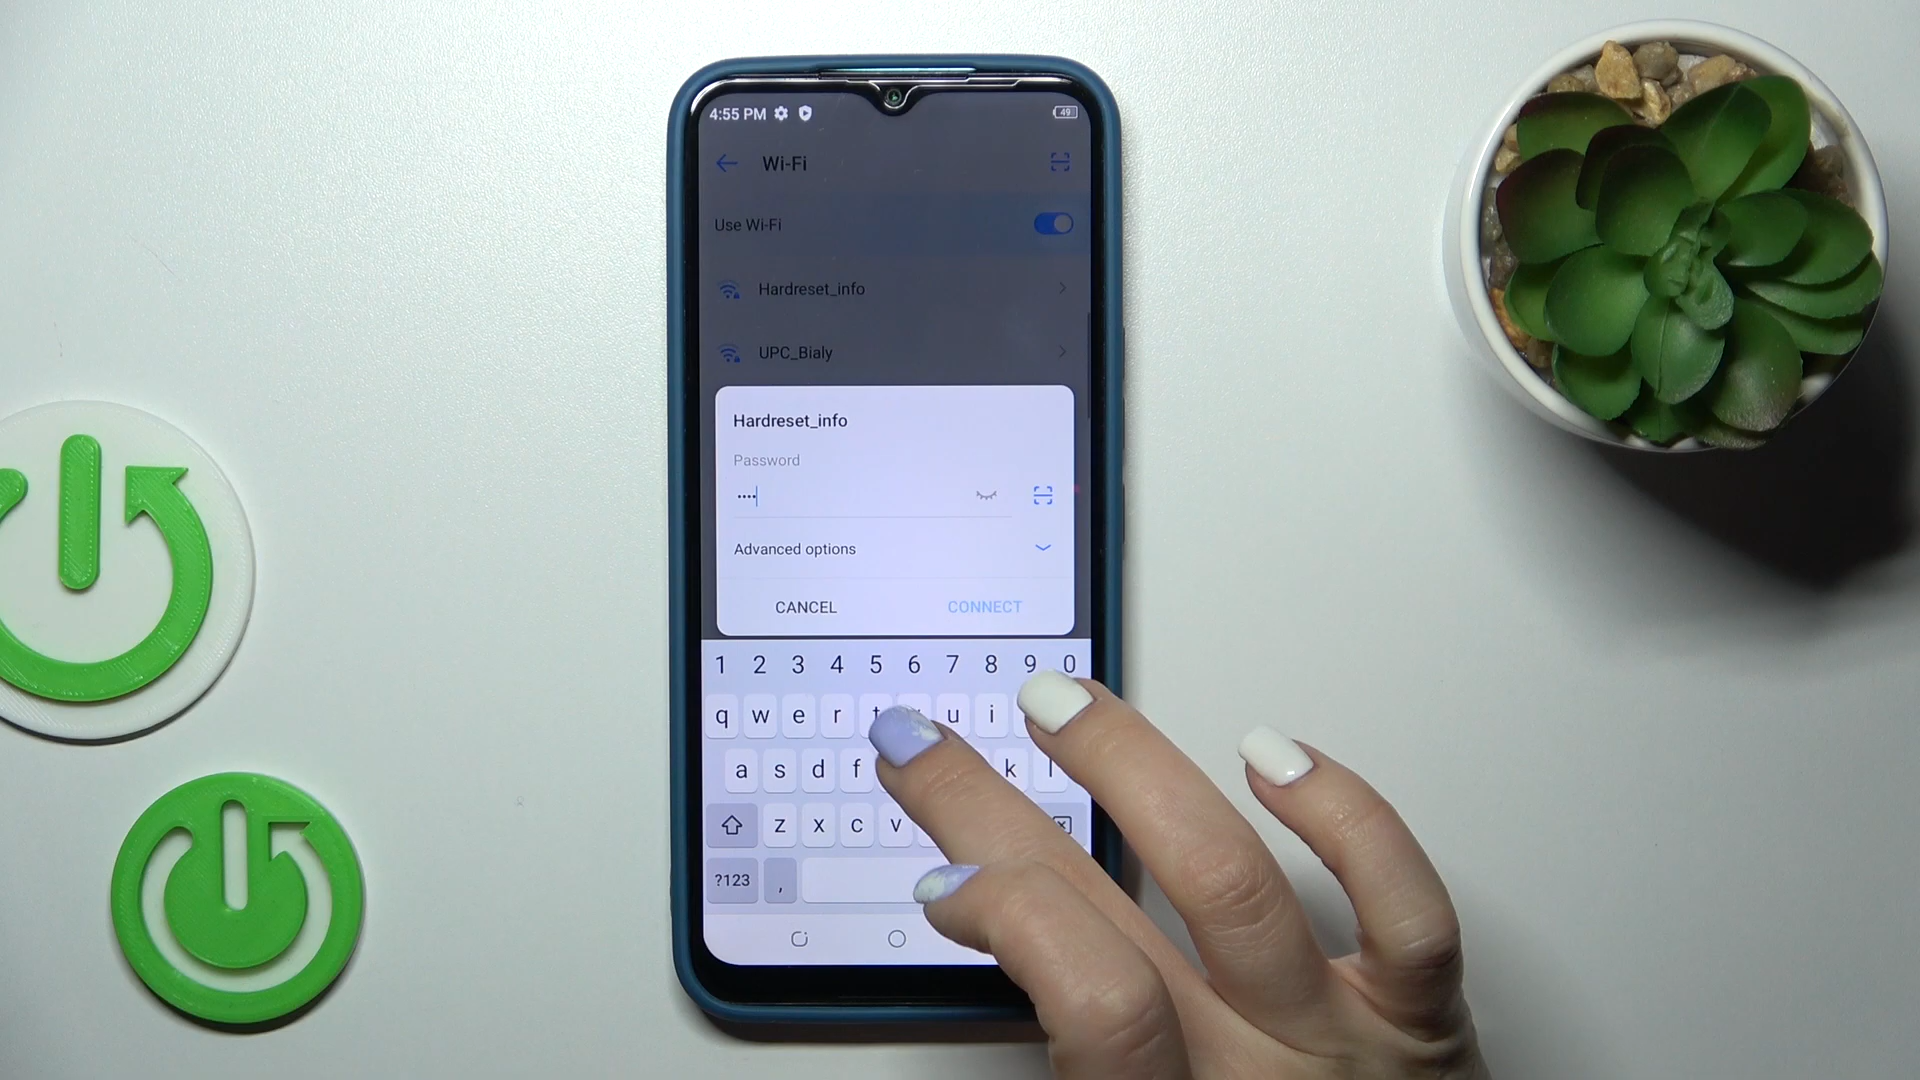 4:55 PM 49
Wi-Fi
Use Wi-Fi
Hardreset_info
UPC_Bialy
Hardreset_info
Password
••••
Advanced options
CANCEL CONNECT
1 2 3 4 5 6 7 8 9 0
q w e r t u i
a s d f k l
z x c v
?123 ,